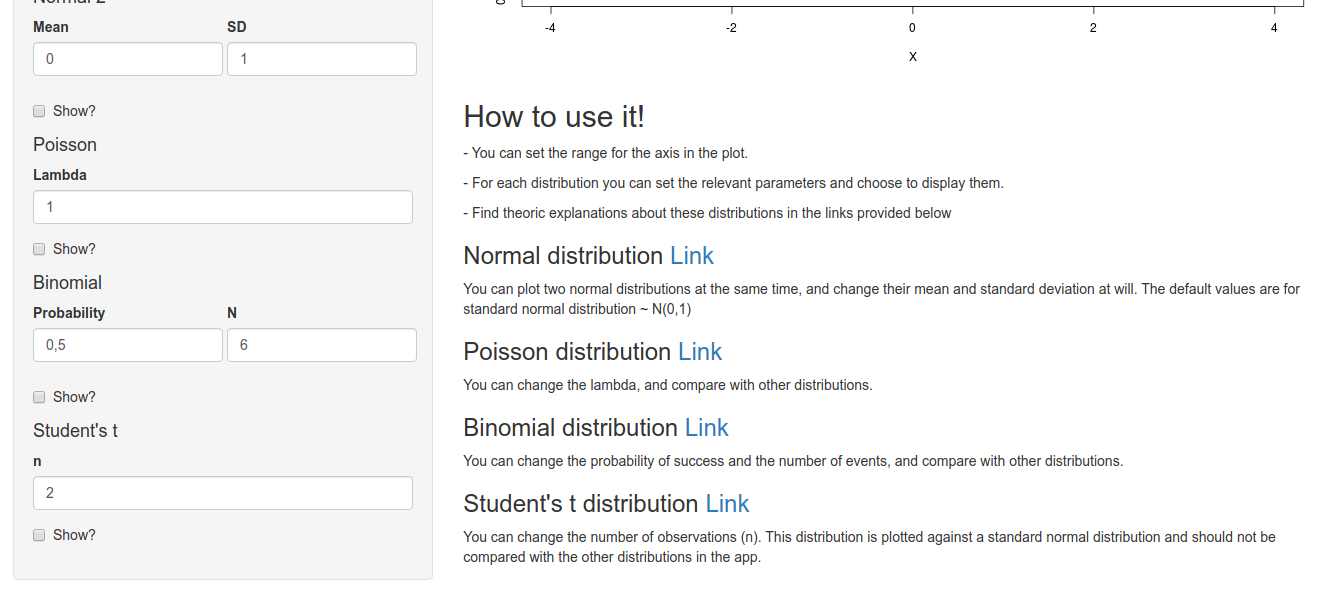 Mean SD
0 1
Show?
Poisson
Lambda
1
Show?
Binomial
Probability N
0,5 6
Show?
Student's t
n
2
Show?
-4 -2 0 2 4
X
How to use it!
- You can set the range for the axis in the plot.
- For each distribution you can set the relevant parameters and choose to display them.
- Find theoric explanations about these distributions in the links provided below
Normal distribution Link
You can plot two normal distributions at the same time, and change their mean and standard deviation at will. The default values are for
standard normal distribution ~ N(0,1)
Poisson distribution Link
You can change the lambda, and compare with other distributions.
Binomial distribution Link
You can change the probability of success and the number of events, and compare with other distributions.
Student's t distribution Link
You can change the number of observations (n). This distribution is plotted against a standard normal distribution and should not be
compared with the other distributions in the app.